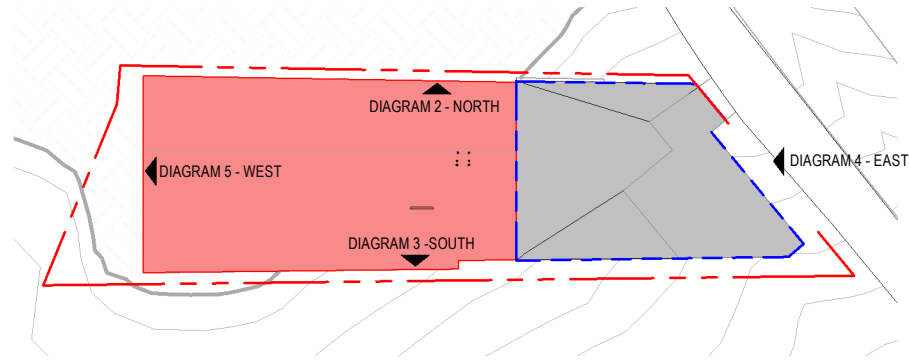 DIAGRAM 2 - NORTH
DIAGRAM 5 - WEST
DIAGRAM 4 - EAST
DIAGRAM 3 -SOUTH